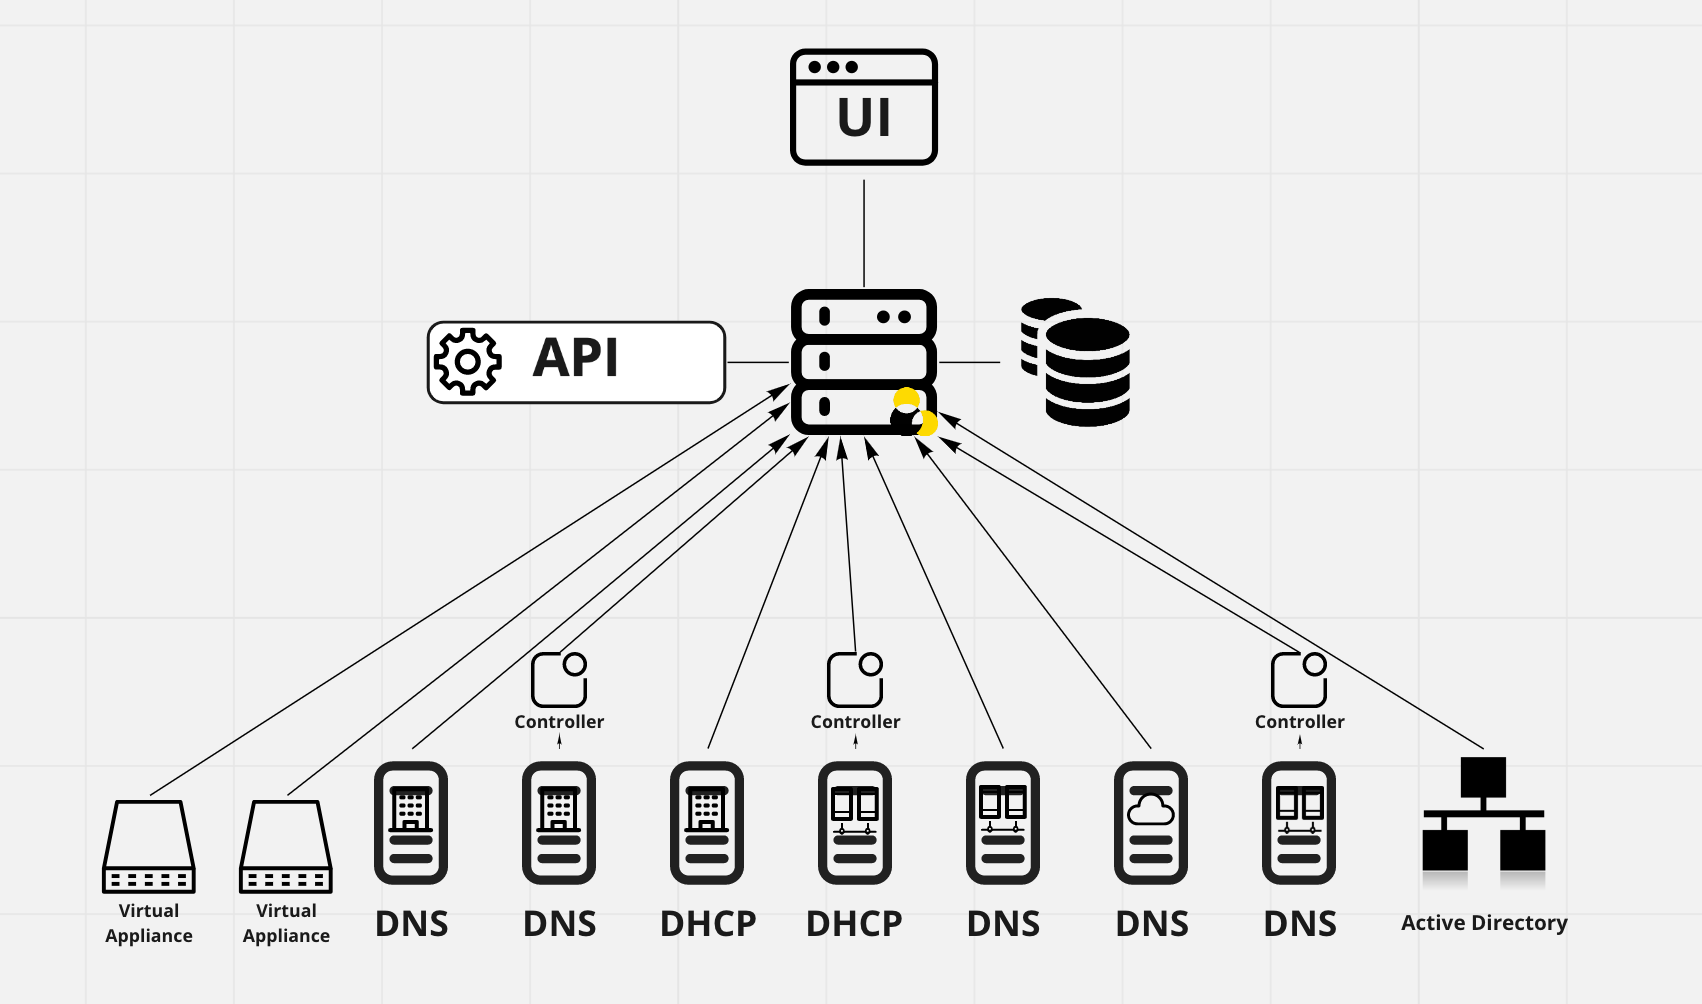 UI
API
Controller
Controller
Controller
Virtual
Appliance
Virtual
Appliance
DNS
DNS
DHCP
DHCP
DNS
DNS
DNS
Active Directory